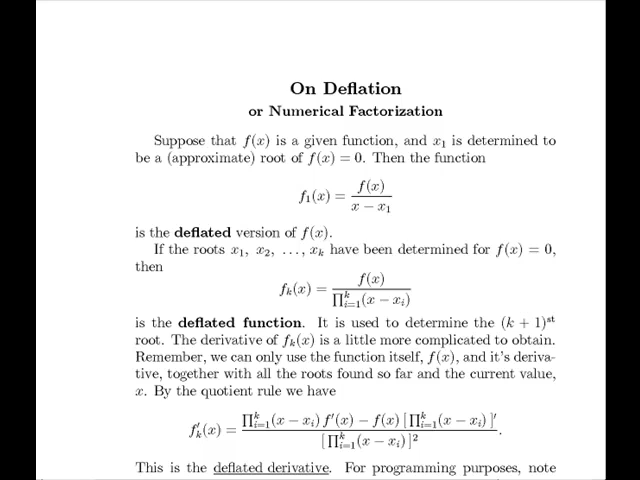 On Deflation
or Numerical Factorization
Suppose that f(x) is a given function, and x₁ is determined to
be a (approximate) root of f(x) = 0. Then the function
f₁(x) = f(x) / (x − x₁)
is the deflated version of f(x).
If the roots x₁, x₂, …, xₖ have been determined for f(x) = 0,
then
fₖ(x) = f(x) / ∏ᵏᵢ₌₁(x − xᵢ)
is the deflated function. It is used to determine the (k + 1)ˢᵗ
root. The derivative of fₖ(x) is a little more complicated to obtain.
Remember, we can only use the function itself, f(x), and it's deriva-
tive, together with all the roots found so far and the current value,
x. By the quotient rule we have
f′ₖ(x) = ∏ᵏᵢ₌₁(x − xᵢ) f′(x) − f(x) [ ∏ᵏᵢ₌₁(x − xᵢ) ]′ / [ ∏ᵏᵢ₌₁(x − xᵢ) ]² .
This is the deflated derivative. For programming purposes, note